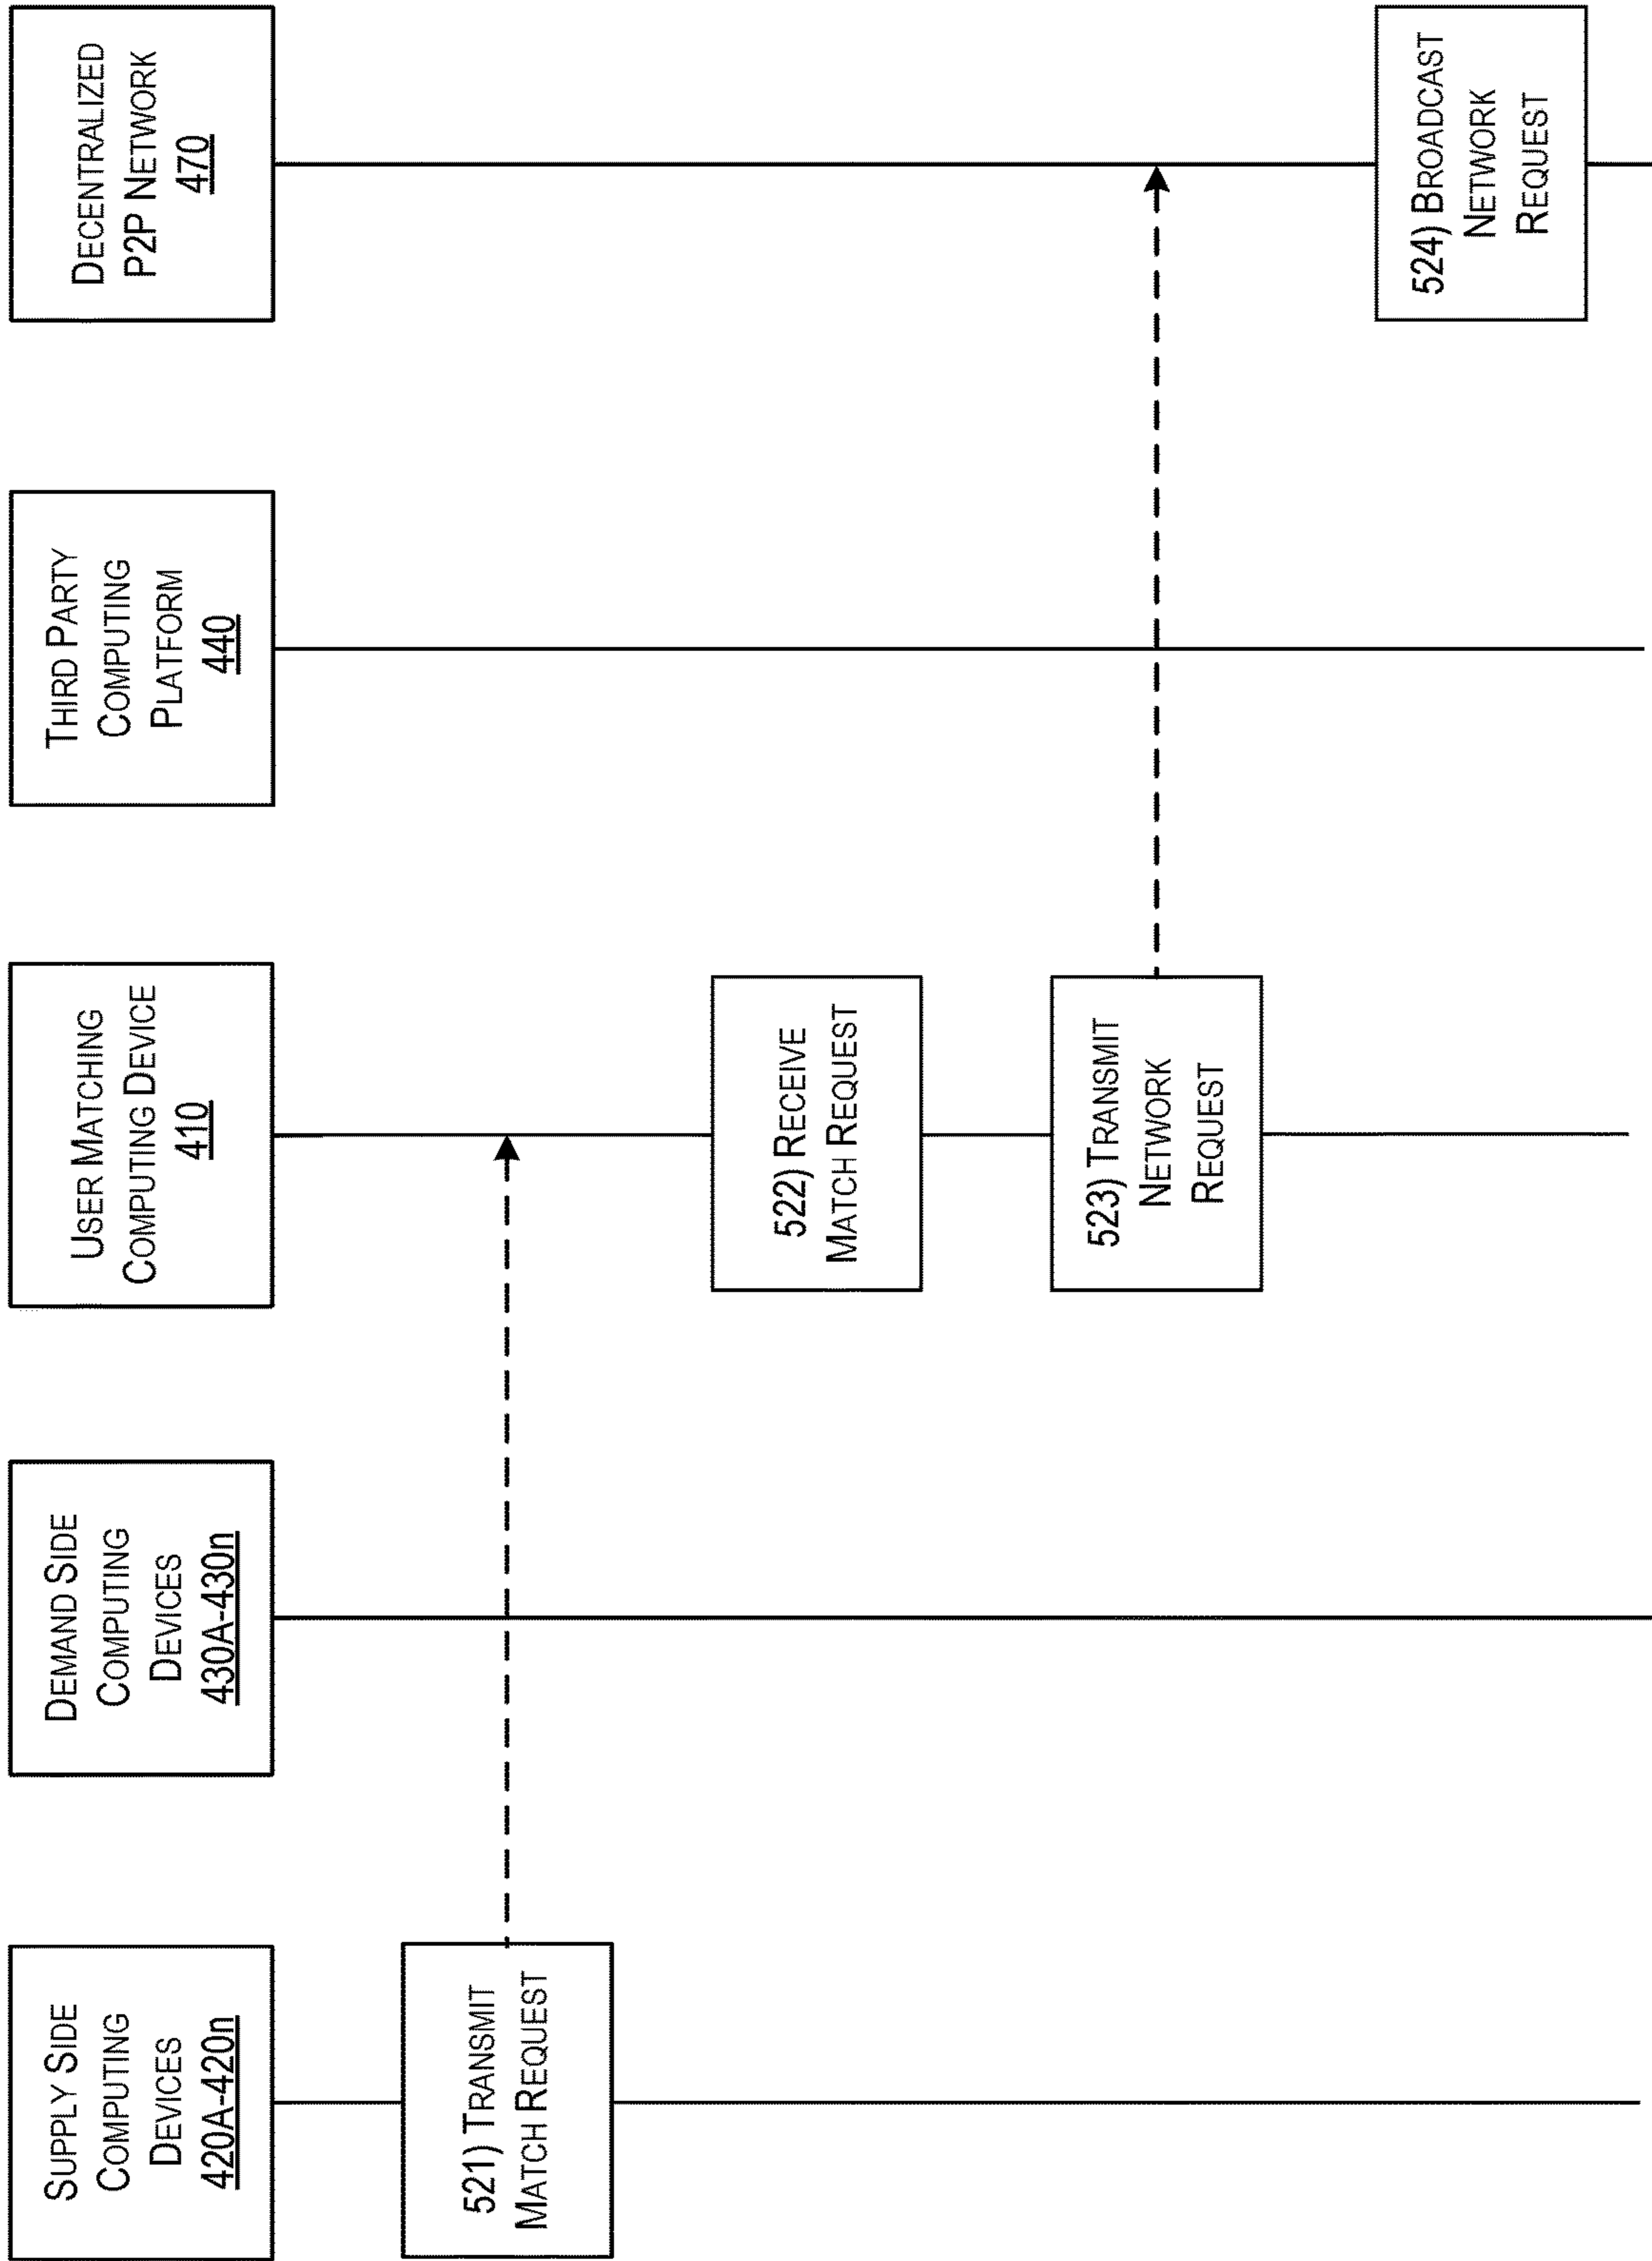 SUPPLY SIDE
COMPUTING
DEVICES
420A-420n
DEMAND SIDE
COMPUTING
DEVICES
430A-430n
USER MATCHING
COMPUTING DEVICE
410
THIRD PARTY
COMPUTING
PLATFORM
440
DECENTRALIZED
P2P NETWORK
470
521) TRANSMIT
MATCH REQUEST
522) RECEIVE
MATCH REQUEST
523) TRANSMIT
NETWORK
REQUEST
524) BROADCAST
NETWORK
REQUEST